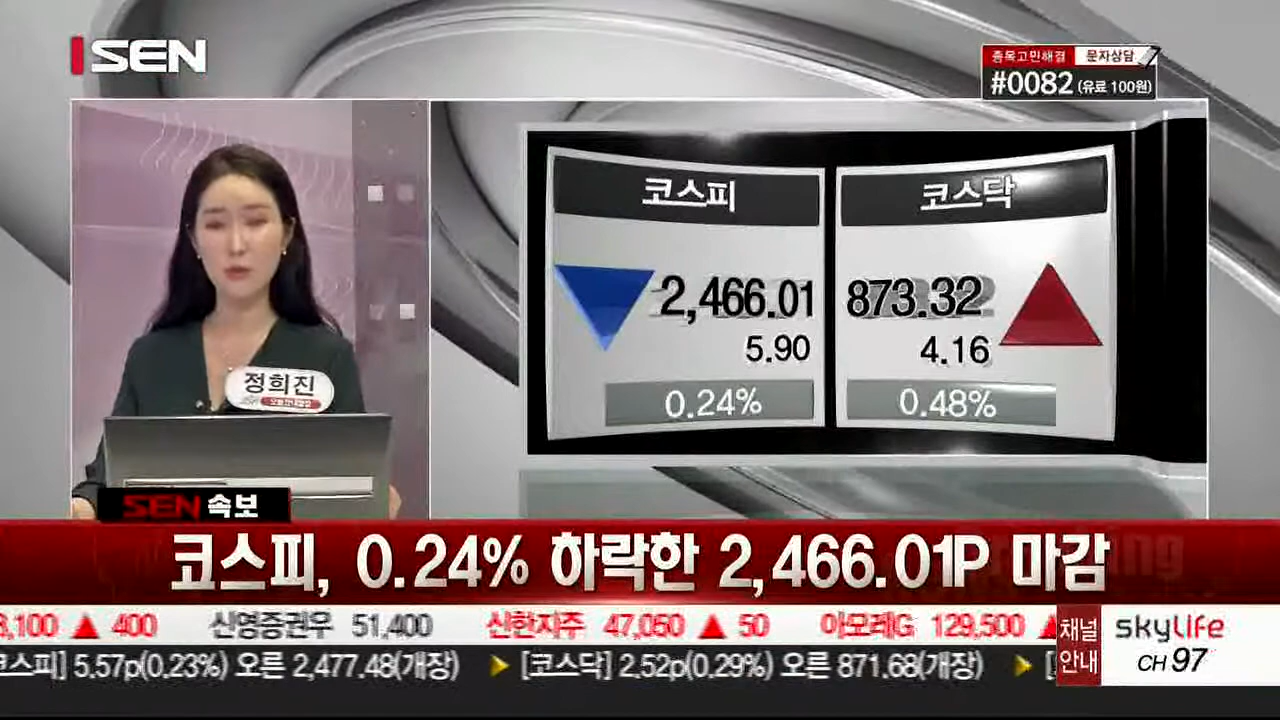 SEN
종목고민해결 문자상담
#0082 (유료 100원)
코스피
2,466.01
5.90
0.24%
코스닥
873.32
4.16
0.48%
정희진
SEN 속보
코스피, 0.24% 하락한 2,466.01P 마감
3,100 ▲ 400 신영증권우 51,400 신한지주 47,050 ▲ 50 아모레G 129,500 ▲
코스피] 5.57p(0.23%) 오른 2,477.48(개장) ▶ [코스닥] 2.52p(0.29%) 오른 871.68(개장) ▶ [
채널
안내
skylife
CH 97